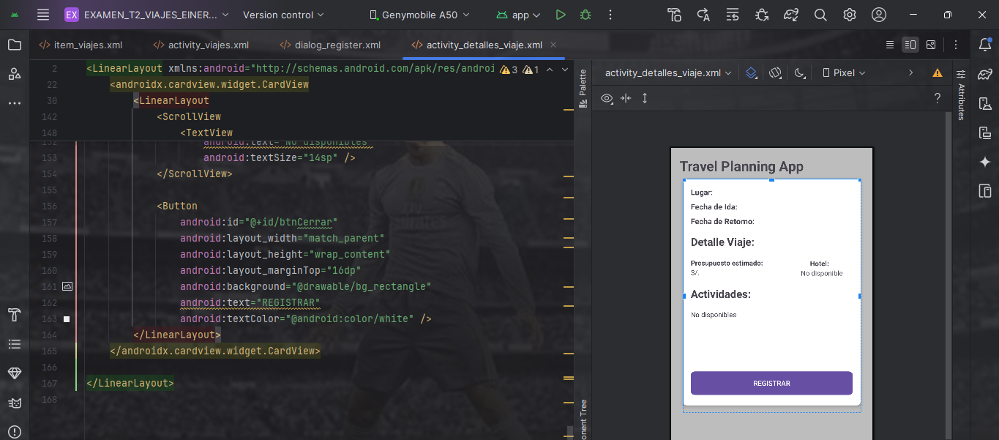 EX EXAMEN_T2_VIAJES_EINER... Version control Genymobile A50 app
item_viajes.xml activity_viajes.xml dialog_register.xml activity_detalles_viaje.xml
2 <LinearLayout xmlns:android="http://schemas.android.com/apk/res/androi 3 1
22 <androidx.cardview.widget.CardView
30 <LinearLayout
142 <ScrollView
148 <TextView
152 android:text="No disponibles"
153 android:textSize="14sp" />
154 </ScrollView>
155
156 <Button
157 android:id="@+id/btnCerrar"
158 android:layout_width="match_parent"
159 android:layout_height="wrap_content"
160 android:layout_marginTop="16dp"
161 android:background="@drawable/bg_rectangle"
162 android:text="REGISTRAR"
163 android:textColor="@android:color/white" />
164 </LinearLayout>
165 </androidx.cardview.widget.CardView>
166
167 </LinearLayout>
168
Palette
onent Tree
activity_detalles_viaje.xml Pixel
?
Attributes
Travel Planning App
Lugar:
Fecha de Ida:
Fecha de Retorno:
Detalle Viaje:
Presupuesto estimado: Hotel:
S/. No disponible
Actividades:
No disponibles
REGISTRAR